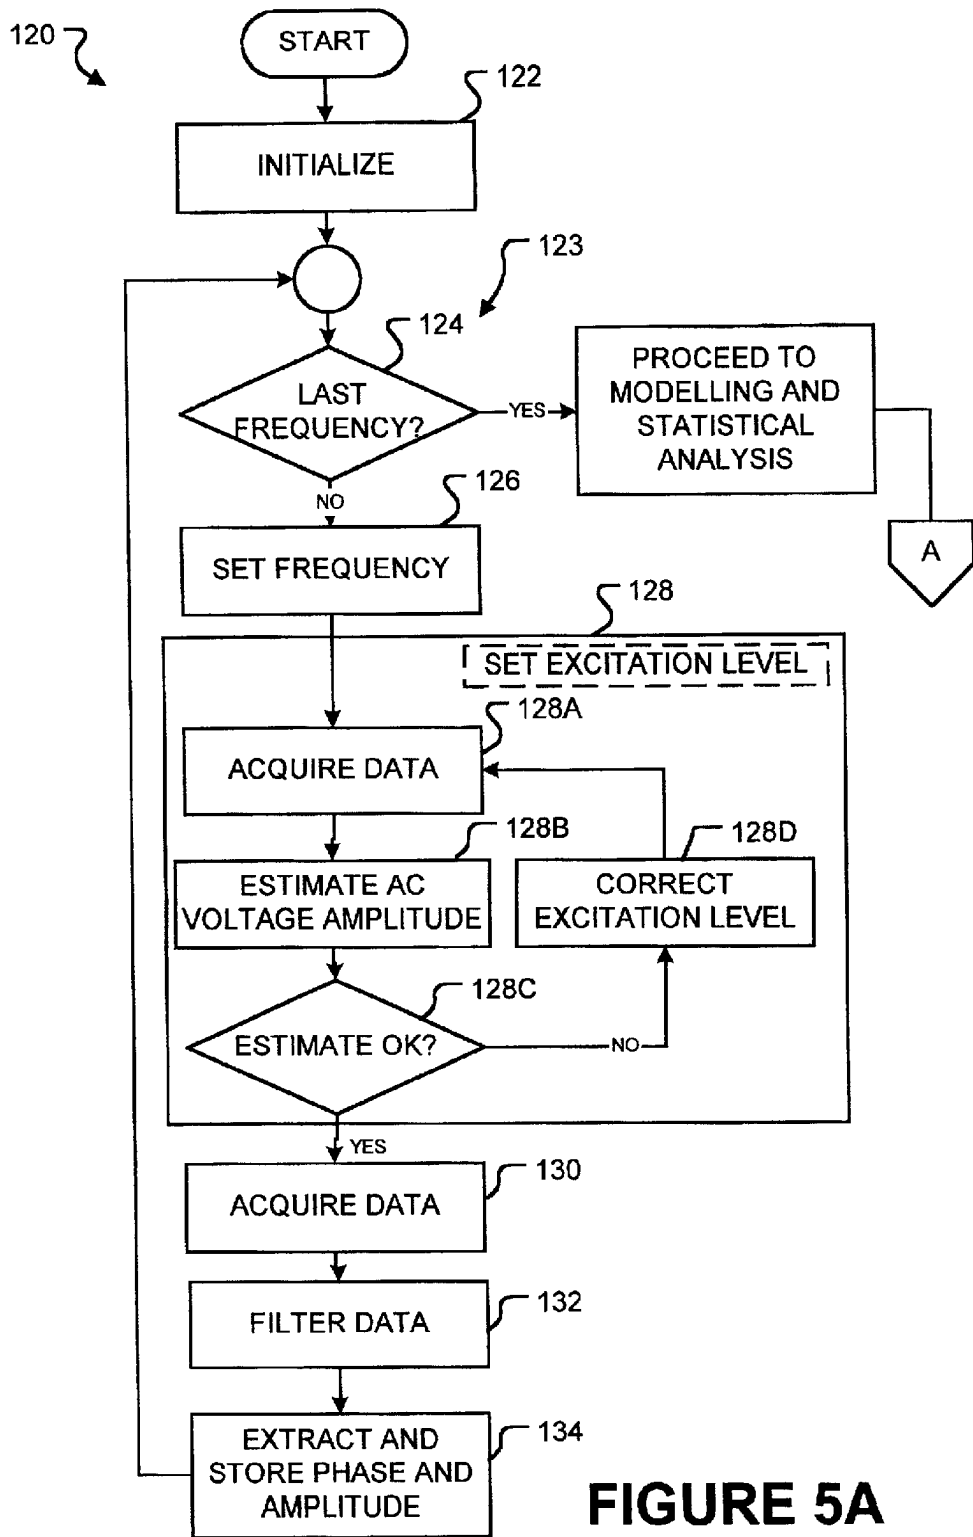 120
START
122
INITIALIZE
123
124
LAST
FREQUENCY?
YES
PROCEED TO
MODELLING AND
STATISTICAL
ANALYSIS
NO
126
SET FREQUENCY
A
128
SET EXCITATION LEVEL
128A
ACQUIRE DATA
128B
128D
ESTIMATE AC
VOLTAGE AMPLITUDE
CORRECT
EXCITATION LEVEL
128C
ESTIMATE OK?
NO
YES
130
ACQUIRE DATA
132
FILTER DATA
134
EXTRACT AND
STORE PHASE AND
AMPLITUDE
FIGURE 5A